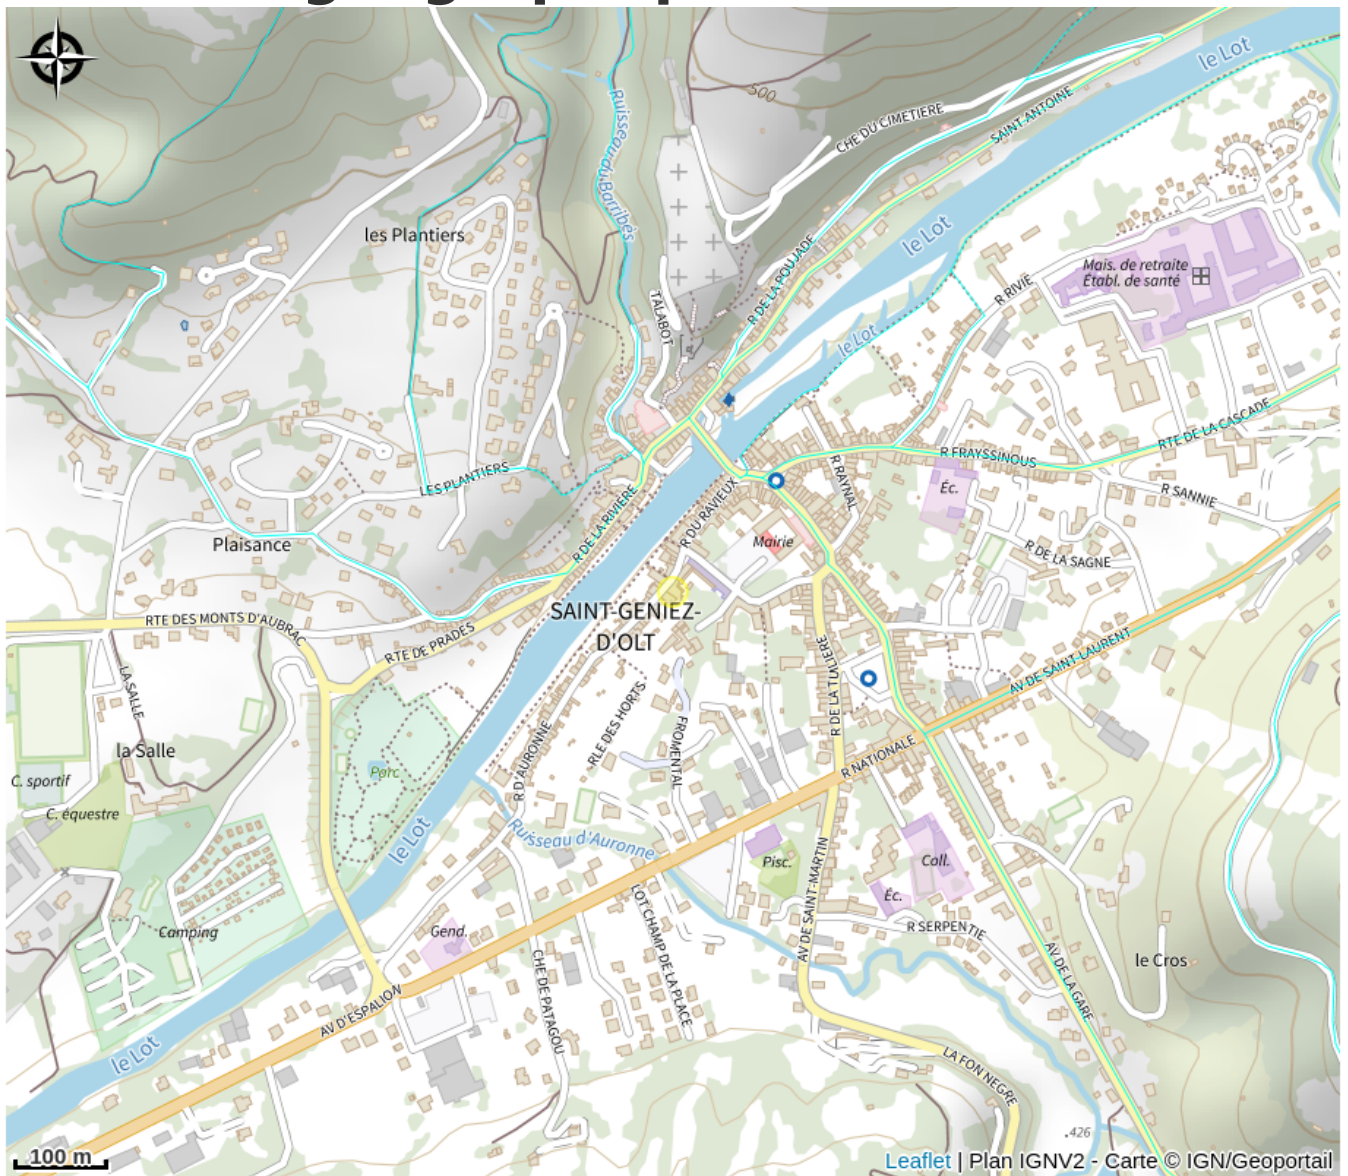 le Lot
500
CHE DU CIMETIERE
SAINT ANTOINE
Ruisseau du Barribès
les Plantiers
le Lot
R DE LA POUJADE
Mais. de retraite
Établ. de santé
R RIVIE
TALABOT
le Lot
RTE DE LA CASCADE
R FRAYSSINOUS
R RAYNAL
LES PLANTIERS
Éc.
R SANNIE
R DU RAVIEUX
R DE LA RIVIERE
Plaisance
Mairie
R DE LA SAGNE
SAINT-GENIEZ-
D'OLT
RTE DES MONTS D'AUBRAC
RTE DE PRADES
AV DE SAINT-LAURENT
R DE LA TUILIERE
LA SALLE
RLE DES HORTS
FROMENTAL
la Salle
R D'AURONNE
R NATIONALE
C. sportif
Parc
C. équestre
le Lot
Ruisseau d'Auronne
Pisc.
Coll.
Éc.
AV DE SAINT-MARTIN
LOT CHAMP DE LA PLACE
Camping
Gend.
R SERPENTIE
le Cros
CHE DE PATAGOU
AV DE LA GARE
AV D'ESPALION
le Lot
LA FON NEGRE
.426
100 m
Leaflet | Plan IGNV2 - Carte © IGN/Geoportail